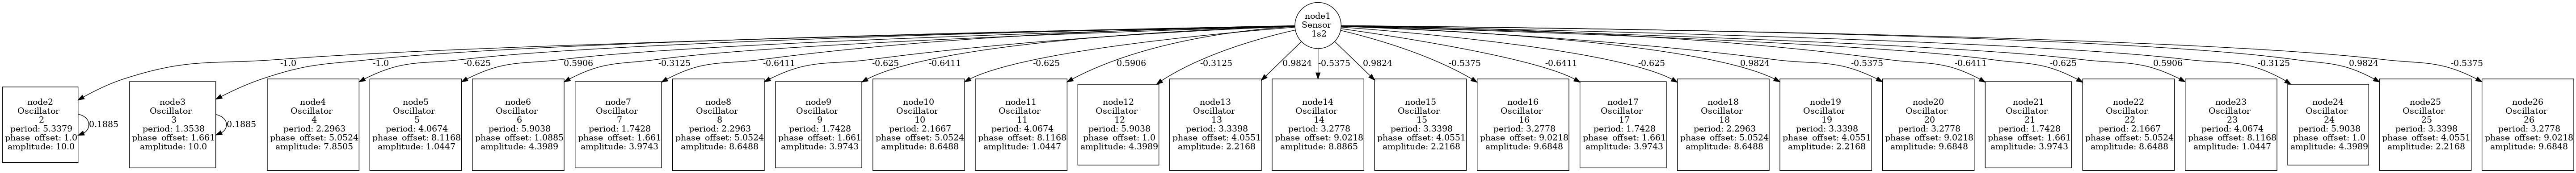 node1
Sensor
1s2
-1.0
-1.0
-0.625
0.5906
-0.3125
-0.6411
-0.625
-0.6411
-0.625
0.5906
-0.3125
0.9824
-0.5375
0.9824
-0.5375
-0.6411
-0.625
0.9824
-0.5375
-0.6411
-0.625
0.5906
-0.3125
0.9824
-0.5375
node2
Oscillator
2
period: 5.3379
phase_offset: 1.0
amplitude: 10.0
0.1885
node3
Oscillator
3
period: 1.3538
phase_offset: 1.661
amplitude: 10.0
0.1885
node4
Oscillator
4
period: 2.2963
phase_offset: 5.0524
amplitude: 7.8505
node5
Oscillator
5
period: 4.0674
phase_offset: 8.1168
amplitude: 1.0447
node6
Oscillator
6
period: 5.9038
phase_offset: 1.0885
amplitude: 4.3989
node7
Oscillator
7
period: 1.7428
phase_offset: 1.661
amplitude: 3.9743
node8
Oscillator
8
period: 2.2963
phase_offset: 5.0524
amplitude: 8.6488
node9
Oscillator
9
period: 1.7428
phase_offset: 1.661
amplitude: 3.9743
node10
Oscillator
10
period: 2.1667
phase_offset: 5.0524
amplitude: 8.6488
node11
Oscillator
11
period: 4.0674
phase_offset: 8.1168
amplitude: 1.0447
node12
Oscillator
12
period: 5.9038
phase_offset: 1.0
amplitude: 4.3989
node13
Oscillator
13
period: 3.3398
phase_offset: 4.0551
amplitude: 2.2168
node14
Oscillator
14
period: 3.2778
phase_offset: 9.0218
amplitude: 8.8865
node15
Oscillator
15
period: 3.3398
phase_offset: 4.0551
amplitude: 2.2168
node16
Oscillator
16
period: 3.2778
phase_offset: 9.0218
amplitude: 9.6848
node17
Oscillator
17
period: 1.7428
phase_offset: 1.661
amplitude: 3.9743
node18
Oscillator
18
period: 2.2963
phase_offset: 5.0524
amplitude: 8.6488
node19
Oscillator
19
period: 3.3398
phase_offset: 4.0551
amplitude: 2.2168
node20
Oscillator
20
period: 3.2778
phase_offset: 9.0218
amplitude: 9.6848
node21
Oscillator
21
period: 1.7428
phase_offset: 1.661
amplitude: 3.9743
node22
Oscillator
22
period: 2.1667
phase_offset: 5.0524
amplitude: 8.6488
node23
Oscillator
23
period: 4.0674
phase_offset: 8.1168
amplitude: 1.0447
node24
Oscillator
24
period: 5.9038
phase_offset: 1.0
amplitude: 4.3989
node25
Oscillator
25
period: 3.3398
phase_offset: 4.0551
amplitude: 2.2168
node26
Oscillator
26
period: 3.2778
phase_offset: 9.0218
amplitude: 9.6848